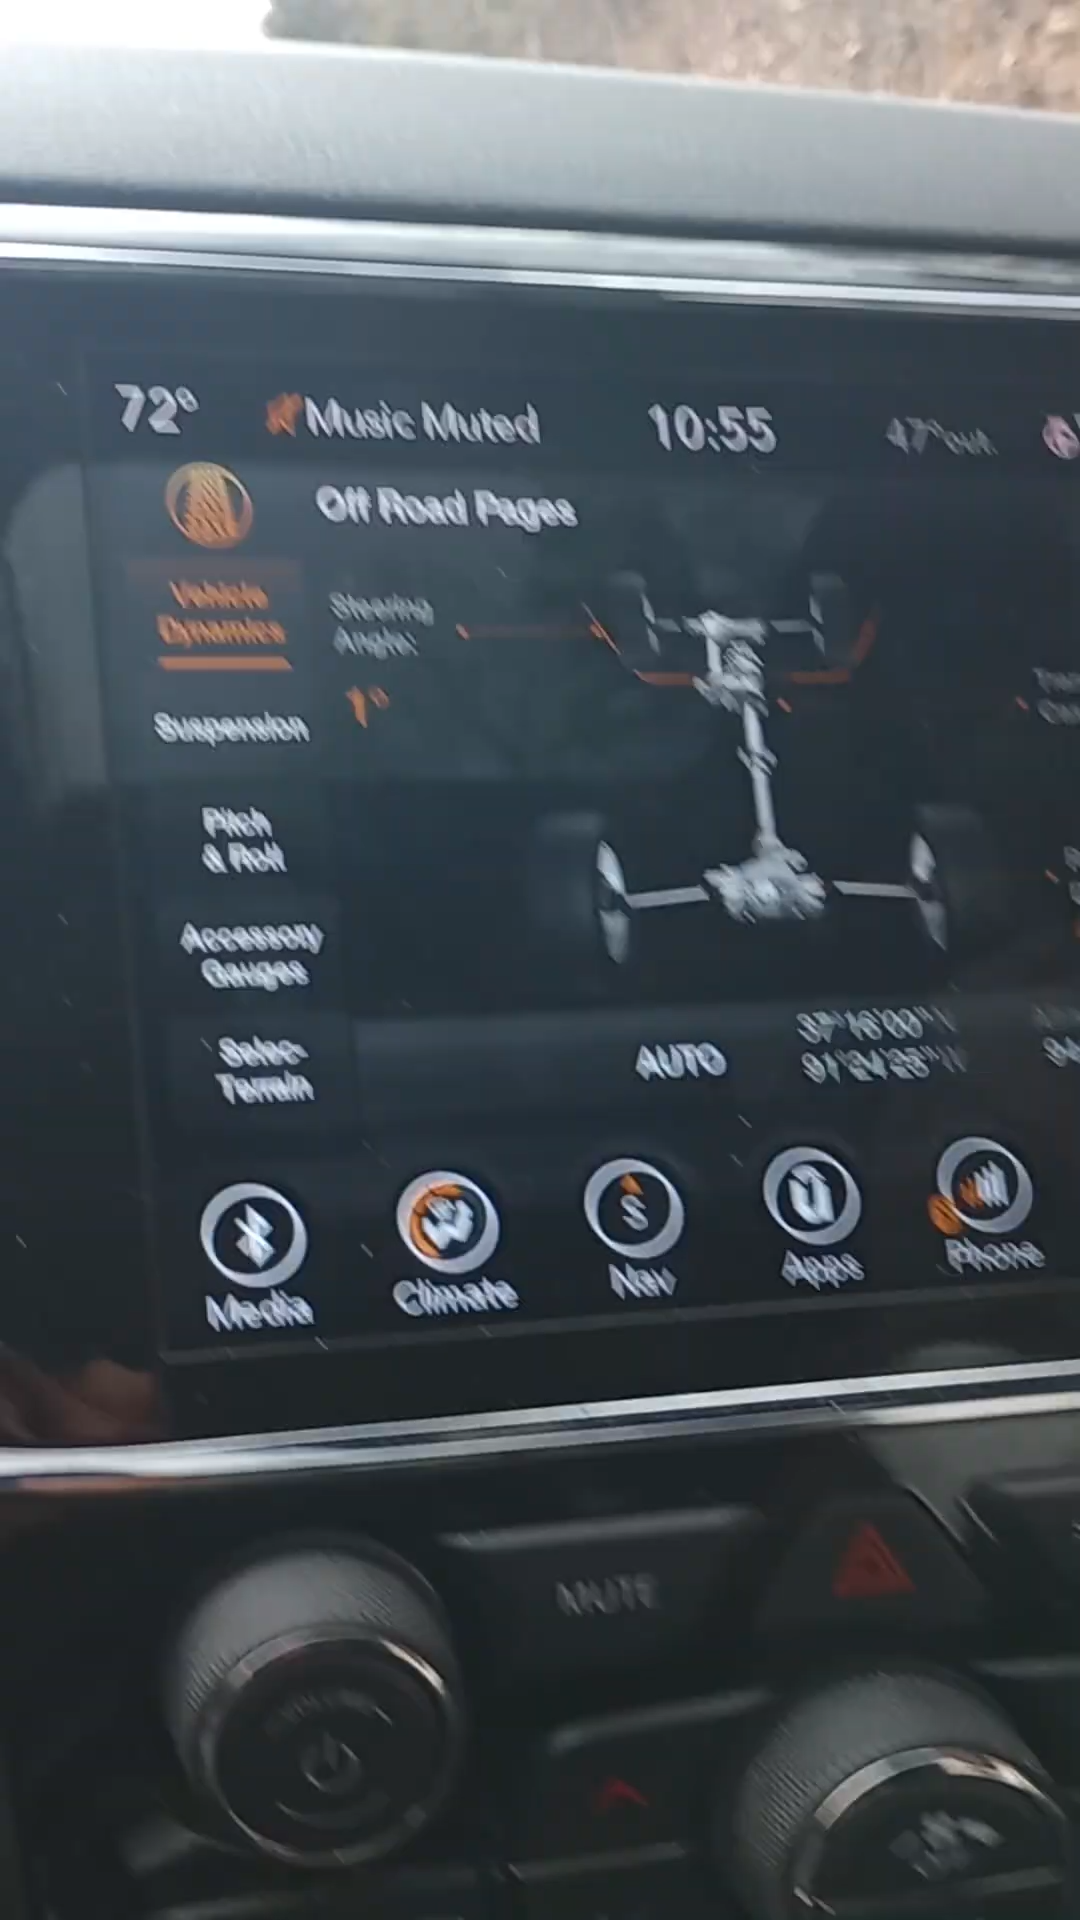 72°
Music Muted
10:55
47° out
Off Road Pages
Vehicle
Dynamics
Steering
Angle:
1°
Suspension
Pitch
& Roll
Accessory
Gauges
Selec-
Terrain
AUTO
S
Media
Climate
Nav
Apps
Phone
MUTE